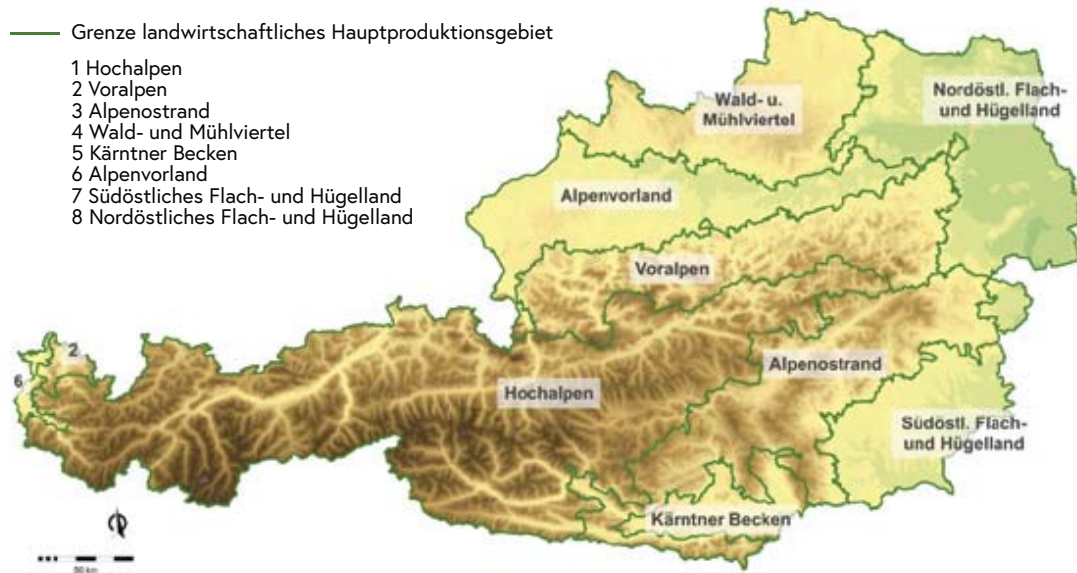 Grenze landwirtschaftliches Hauptproduktionsgebiet
1 Hochalpen
2 Voralpen
3 Alpenostrand
4 Wald- und Mühlviertel
5 Kärntner Becken
6 Alpenvorland
7 Südöstliches Flach- und Hügelland
8 Nordöstliches Flach- und Hügelland
Wald- u.
Mühlviertel
Nordöstl. Flach-
und Hügelland
Alpenvorland
Voralpen
2
6
Alpenostrand
Hochalpen
Südöstl. Flach-
und Hügelland
Kärntner Becken
50 km